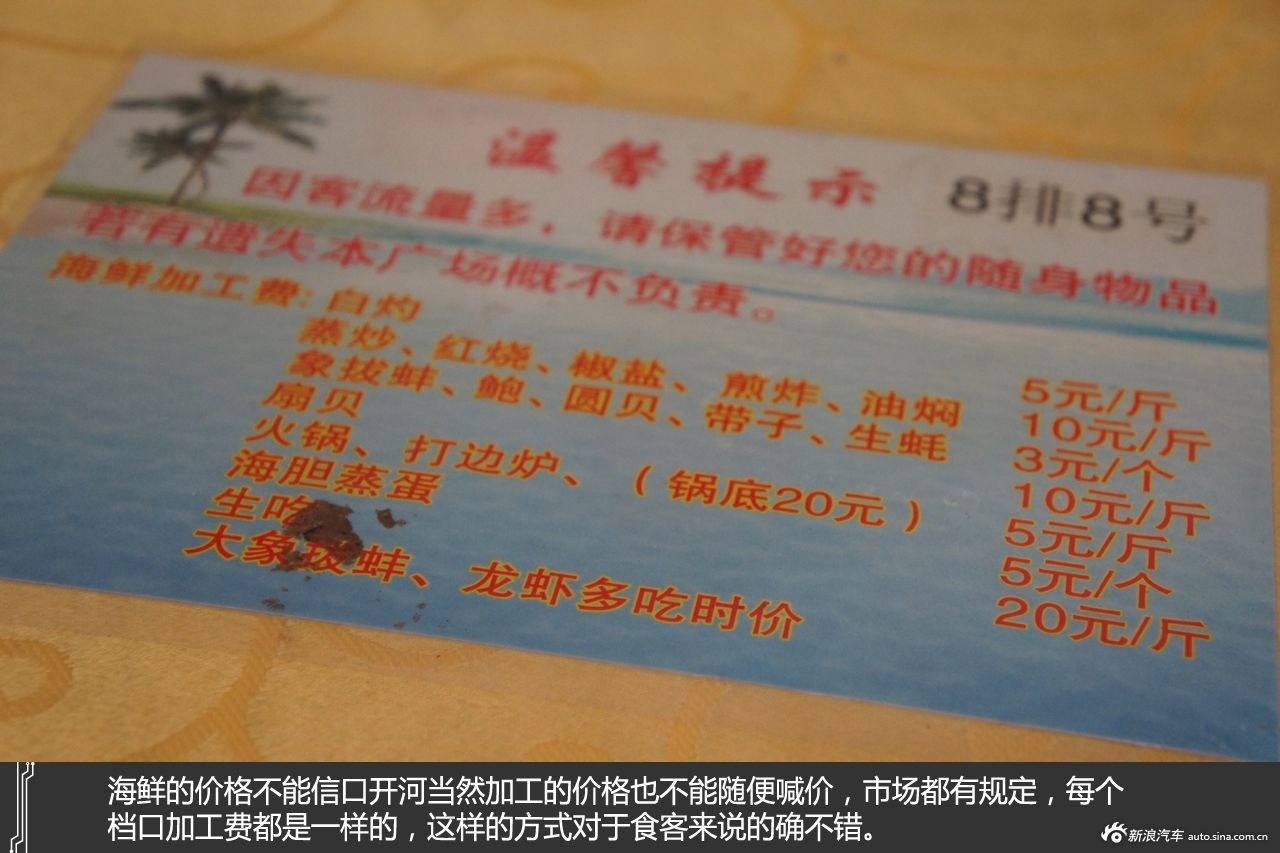 温馨提示 8排8号
因客流量多，请保管好您的随身物品
若有遗失本广场概不负责。
海鲜加工费: 白灼 5元/斤
蒸炒、红烧、椒盐、煎炸、油焖 10元/斤
象拔蚌、鲍、圆贝、带子、生蚝 3元/个
扇贝 10元/斤
火锅、打边炉、（锅底20元） 5元/斤
海胆蒸蛋 5元/个
生吃 20元/斤
大象拔蚌、龙虾多吃时价
海鲜的价格不能信口开河当然加工的价格也不能随便喊价，市场都有规定，每个
档口加工费都是一样的，这样的方式对于食客来说的确不错。
新浪汽车 auto.sina.com.cn